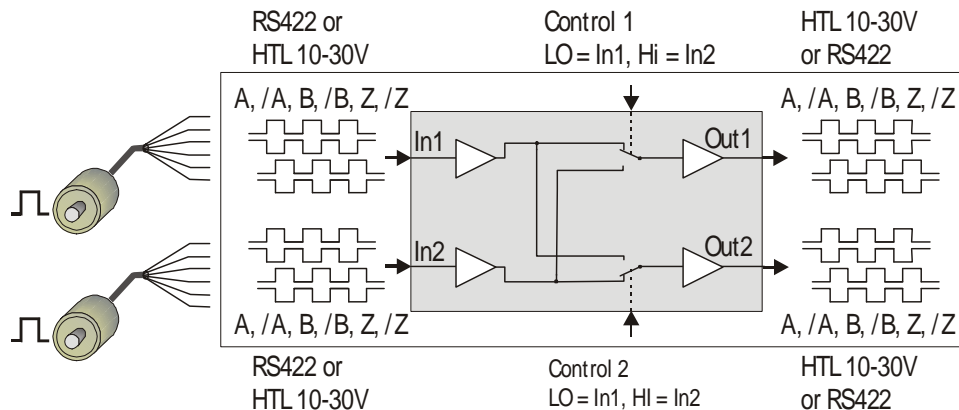 RS422 or
HTL 10-30V
Control 1
LO = In1, Hi = In2
HTL 10-30V
or RS422
A, /A, B, /B, Z, /Z
A, /A, B, /B, Z, /Z
In1
Out1
In2
Out2
A, /A, B, /B, Z, /Z
A, /A, B, /B, Z, /Z
RS422 or
HTL 10-30V
Control 2
LO = In1, HI = In2
HTL 10-30V
or RS422